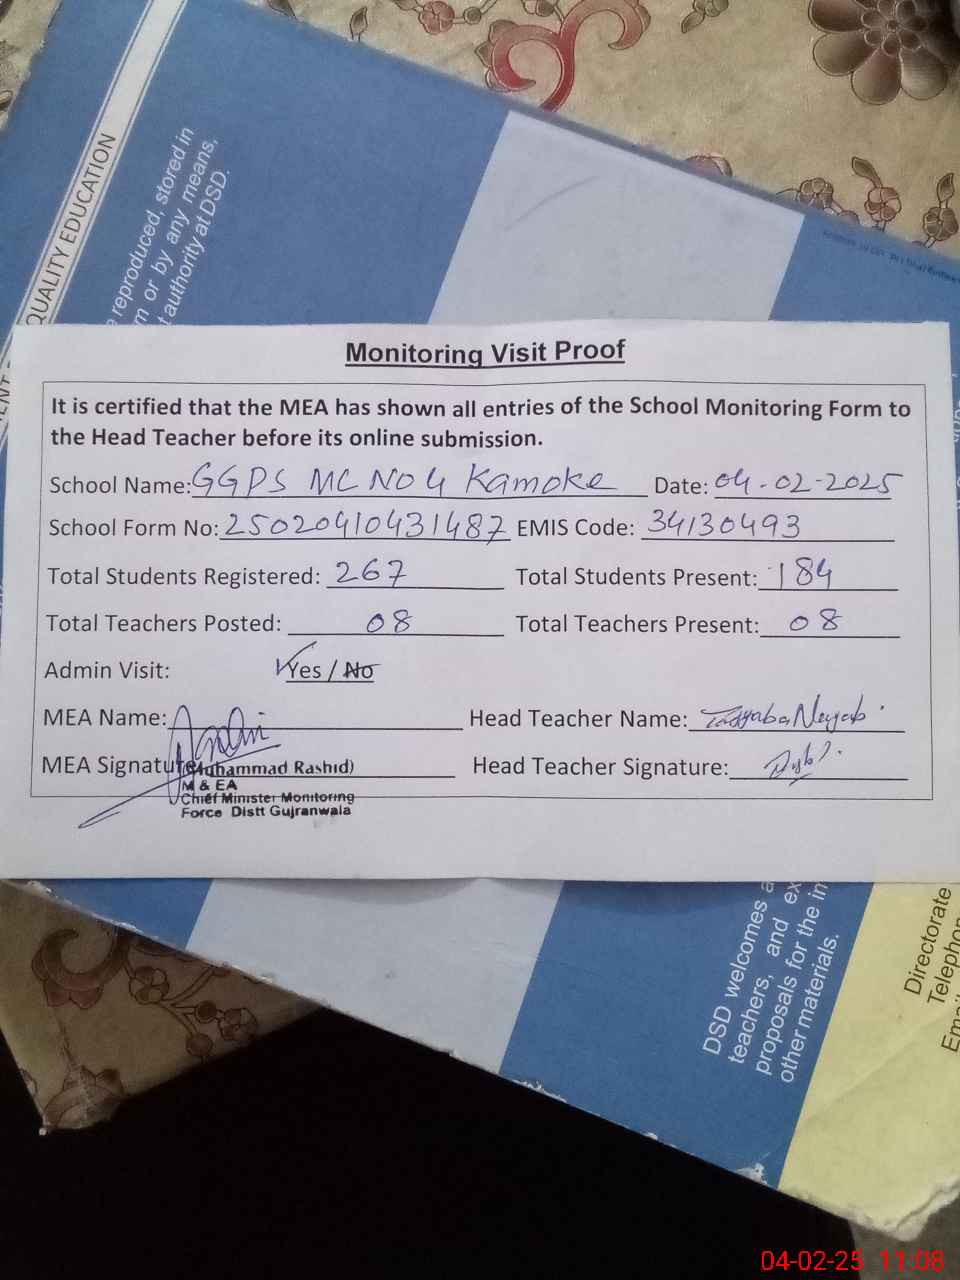 QUALITY EDUCATION
reproduced, stored in
m or by any means,
t authority at DSD.
Monitoring Visit Proof
It is certified that the MEA has shown all entries of the School Monitoring Form to
the Head Teacher before its online submission.
School Name: GGPS MC NO 4 Kamoke Date: 04-02-2025
School Form No: 25020410431487 EMIS Code: 34130493
Total Students Registered: 267 Total Students Present: 184
Total Teachers Posted: 08 Total Teachers Present: 08
Admin Visit: Yes / No
MEA Name: Head Teacher Name:
MEA Signature: Head Teacher Signature:
(Muhammad Rashid)
M & EA
Chief Minister Monitoring
Force Distt Gujranwala
DSD welcomes a
teachers, and ex
proposals for the in
other materials.
Directorate
Telephon
Email
04-02-25 11:08